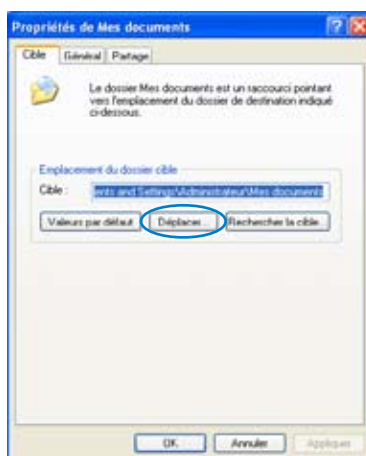 Propriétés de Mes documents
Cible Général Partage
Le dossier Mes documents est un raccourci pointant
vers l'emplacement du dossier de destination indiqué
ci-dessous.
Emplacement du dossier cible
Cible : ents and Settings\Administrateur\Mes documents
Valeurs par défaut Déplacer... Rechercher la cible...
OK Annuler Appliquer